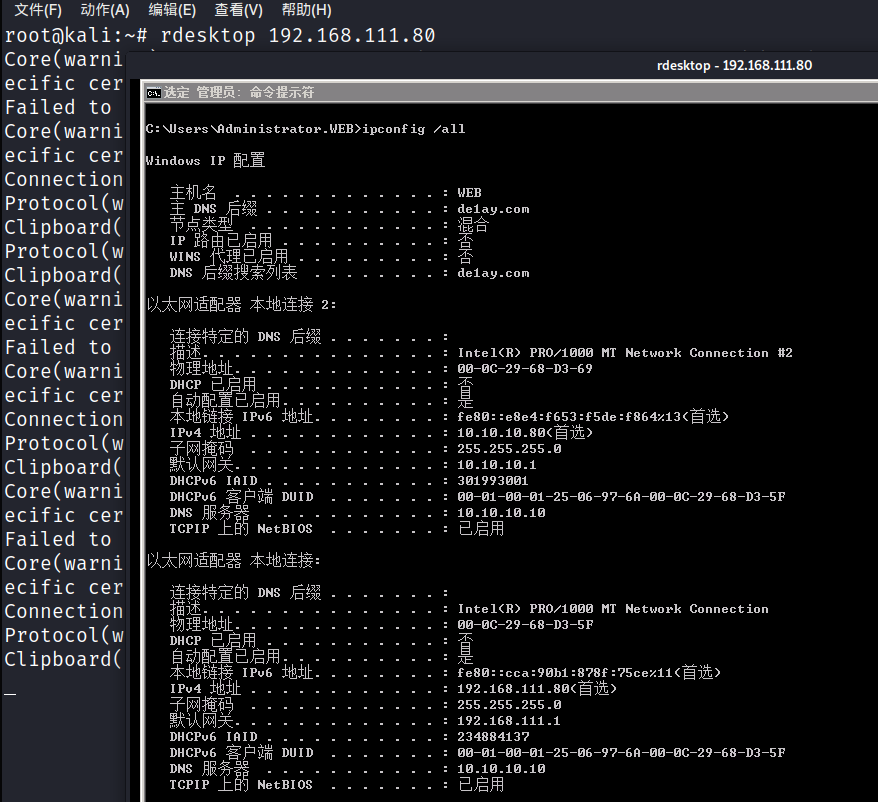 文件(F) 动作(A) 编辑(E) 查看(V) 帮助(H)
root@kali:~# rdesktop 192.168.111.80
Core(warni
ecific cer
Failed to
Core(warni
ecific cer
Connection
Protocol(w
Clipboard(
Protocol(w
Clipboard(
Core(warni
ecific cer
Failed to
Core(warni
ecific cer
Connection
Protocol(w
Clipboard(
Core(warni
ecific cer
Failed to
Core(warni
ecific cer
Connection
Protocol(w
Clipboard(
_
rdesktop - 192.168.111.80
选定 管理员: 命令提示符
C:\Users\Administrator.WEB>ipconfig /all
Windows IP 配置
主机名 . . . . . . . . . . . . . : WEB
主 DNS 后缀 . . . . . . . . . . . : de1ay.com
节点类型 . . . . . . . . . . . . : 混合
IP 路由已启用 . . . . . . . . . . : 否
WINS 代理已启用 . . . . . . . . . : 否
DNS 后缀搜索列表 . . . . . . . . : de1ay.com
以太网适配器 本地连接 2:
连接特定的 DNS 后缀 . . . . . . . :
描述. . . . . . . . . . . . . . . : Intel(R) PRO/1000 MT Network Connection #2
物理地址. . . . . . . . . . . . . : 00-0C-29-68-D3-69
DHCP 已启用 . . . . . . . . . . . : 否
自动配置已启用. . . . . . . . . . : 是
本地链接 IPv6 地址. . . . . . . . : fe80::e8e4:f653:f5de:f864%13(首选)
IPv4 地址 . . . . . . . . . . . . : 10.10.10.80(首选)
子网掩码 . . . . . . . . . . . . : 255.255.255.0
默认网关. . . . . . . . . . . . . : 10.10.10.1
DHCPv6 IAID . . . . . . . . . . . : 301993001
DHCPv6 客户端 DUID . . . . . . . : 00-01-00-01-25-06-97-6A-00-0C-29-68-D3-5F
DNS 服务器 . . . . . . . . . . . : 10.10.10.10
TCPIP 上的 NetBIOS . . . . . . . : 已启用
以太网适配器 本地连接:
连接特定的 DNS 后缀 . . . . . . . :
描述. . . . . . . . . . . . . . . : Intel(R) PRO/1000 MT Network Connection
物理地址. . . . . . . . . . . . . : 00-0C-29-68-D3-5F
DHCP 已启用 . . . . . . . . . . . : 否
自动配置已启用. . . . . . . . . . : 是
本地链接 IPv6 地址. . . . . . . . : fe80::cca:90b1:878f:75ce%11(首选)
IPv4 地址 . . . . . . . . . . . . : 192.168.111.80(首选)
子网掩码 . . . . . . . . . . . . : 255.255.255.0
默认网关. . . . . . . . . . . . . : 192.168.111.1
DHCPv6 IAID . . . . . . . . . . . : 234884137
DHCPv6 客户端 DUID . . . . . . . : 00-01-00-01-25-06-97-6A-00-0C-29-68-D3-5F
DNS 服务器 . . . . . . . . . . . : 10.10.10.10
TCPIP 上的 NetBIOS . . . . . . . : 已启用